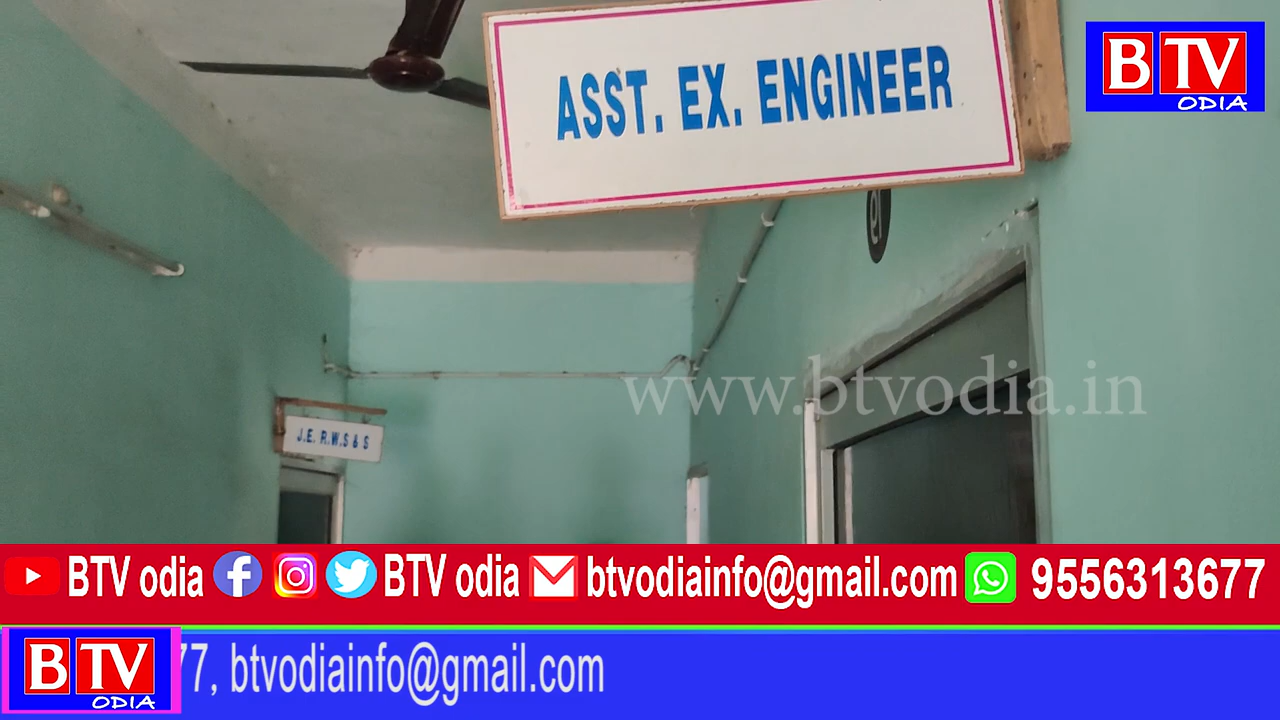 ASST. EX. ENGINEER
BTV
ODIA
www.btvodia.in
J.E. R.W.S & S
BTV odia BTV odia btvodiainfo@gmail.com 9556313677
BTV
ODIA
77, btvodiainfo@gmail.com